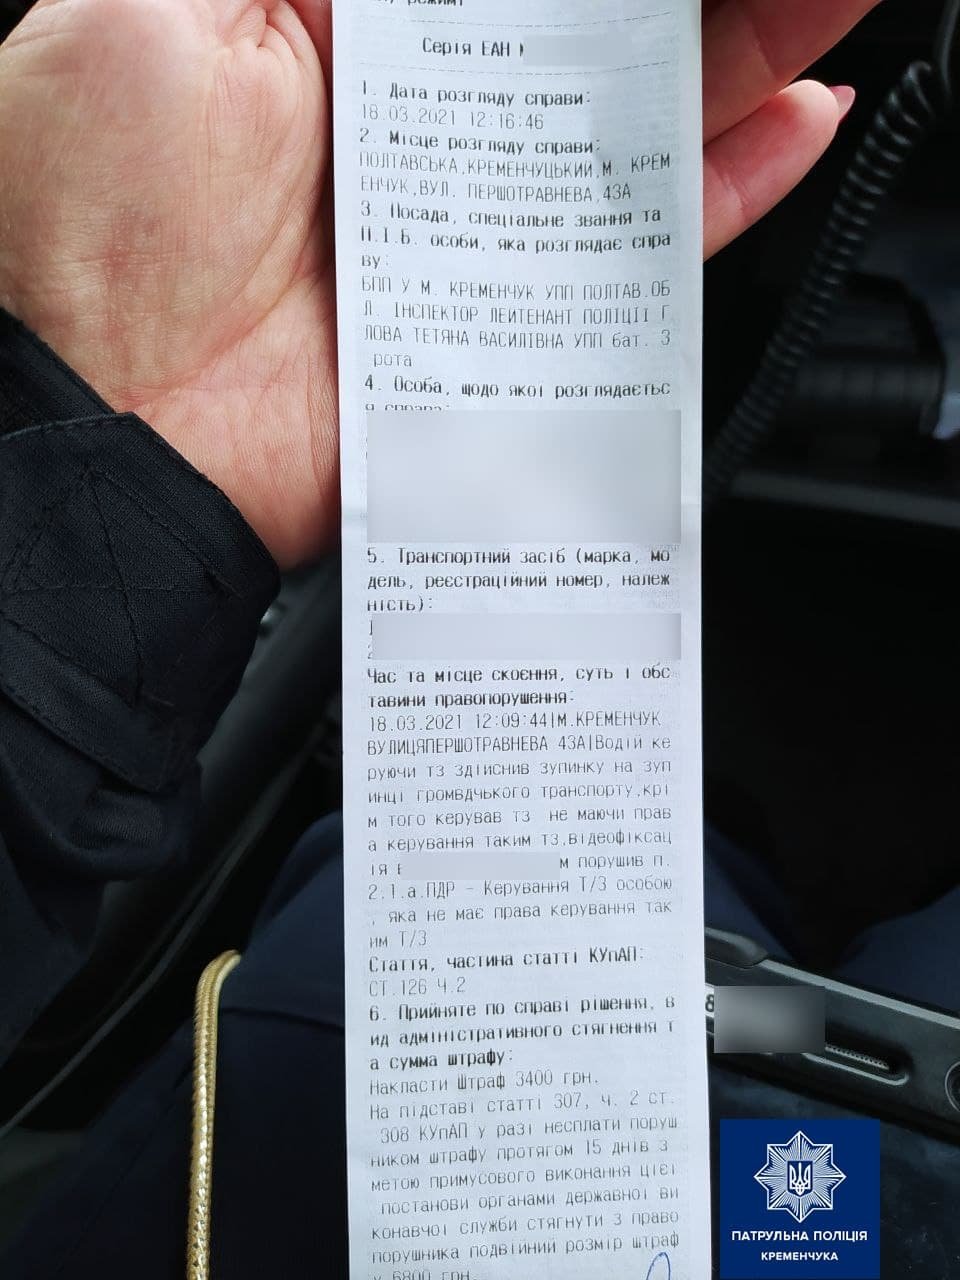 режимі
Серія ЕАН
1. Дата розгляду справи:
18.03.2021 12:16:46
2. Місце розгляду справи:
ПОЛТАВСЬКА,КРЕМЕНЧУЦЬКИЙ,М. КРЕМ
ЕНЧУК,ВУЛ. ПЕРШОТРАВНЕВА,43А
3. Посада, спеціальне звання та
П.І.Б. особи, яка розглядає спра
ву:
БПП У М. КРЕМЕНЧУК УПП ПОЛТАВ.ОБ
Л. ІНСПЕКТОР ЛЕЙТЕНАНТ ПОЛІЦІЇ Г
ЛОВА ТЕТЯНА ВАСИЛІВНА УПП бат. 3
рота
4. Особа, щодо якої розглядаєтьс
я справа:
5. Транспортний засіб (марка, мо
дель, реєстраційний номер, належ
ність):
Час та місце скоєння, суть і обс
тавини правопорушення:
18.03.2021 12:09:44|М.КРЕМЕНЧУК
ВУЛИЦЯПЕРШОТРАВНЕВА 43А|Водій ке
руючи тз здійснив зупинку на зуп
инці громвдчького транспорту,крі
м того керував тз не маючи прав
а керування таким тз,відеофіксац
ія
м порушив п.
2.1.а.ПДР - Керування Т/З особою
, яка не має права керування так
им Т/З
Стаття, частина статті КУпАП:
СТ.126 Ч.2
6. Прийняте по справі рішення, в
ид адміністративного стягнення т
а сумма штрафу:
Накласти Штраф 3400 грн.
На підставі статті 307, ч. 2 ст.
308 КУпАП у разі несплати поруш
ником штрафу протягом 15 днів з
метою примусового виконання цієї
постанови органами державної ви
конавчої служби стягнути з право
порушника подвійний розмір штраф
у 6800 грн.
8
ПАТРУЛЬНА ПОЛІЦІЯ
КРЕМЕНЧУКА